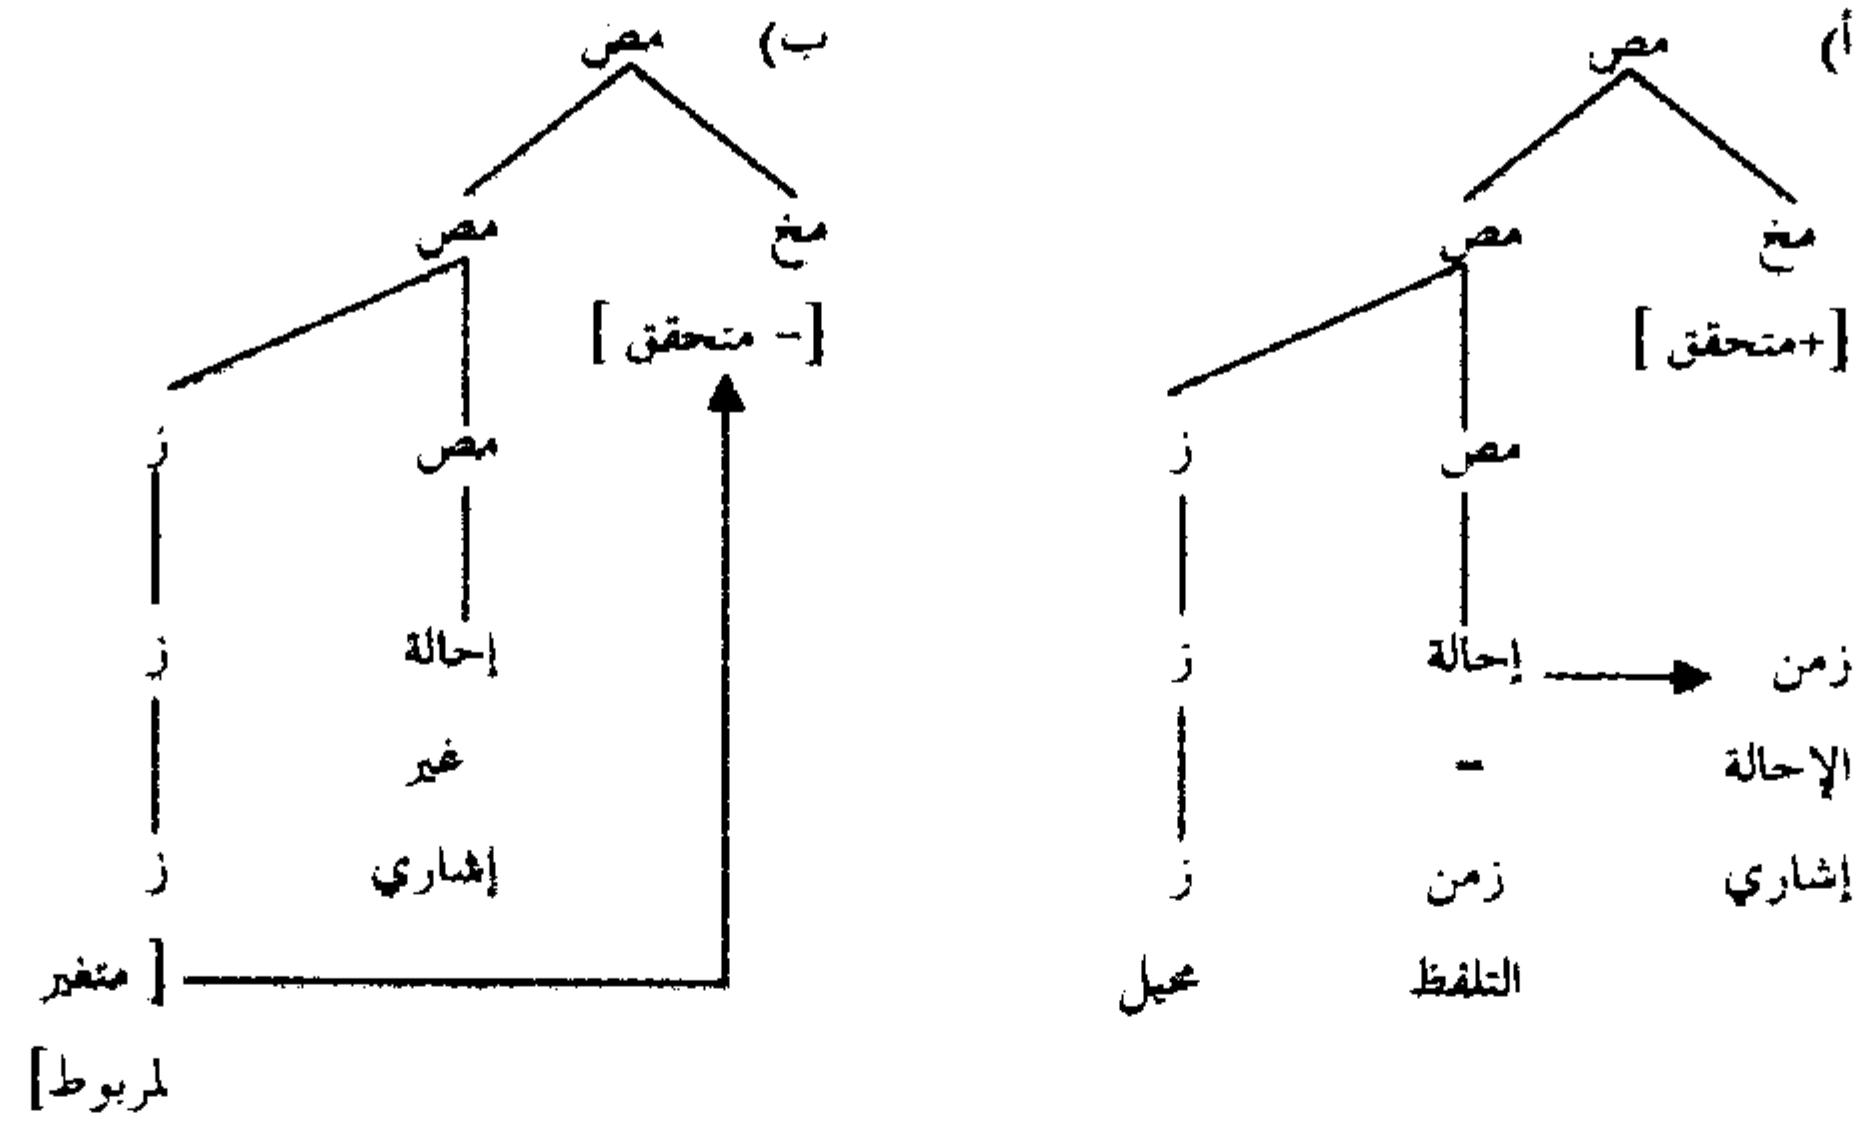 أ)
مص
مخ
مص
[+متحقق ]
ز
مص
ز
إحالة
زمن
-
الإحالة
ز
زمن
إشاري
محيل
التلفظ
ب)
مص
مخ
مص
[- متحقق ]
ز
مص
ز
إحالة
غير
ز
إشاري
[ متغير
لمربوط]